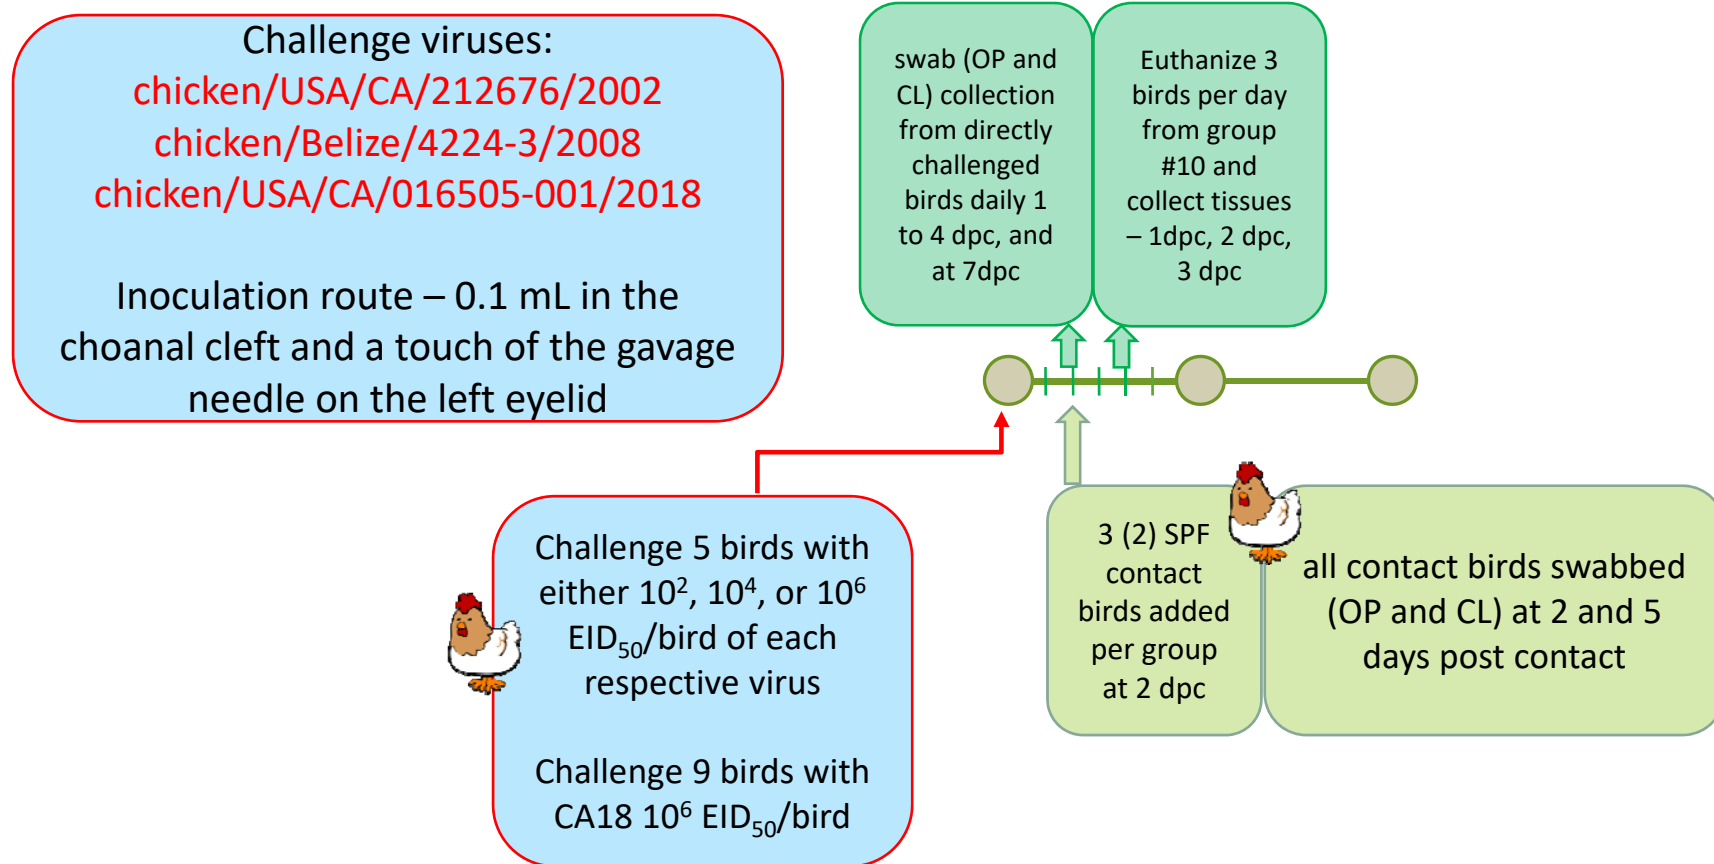 Challenge viruses:
chicken/USA/CA/212676/2002
chicken/Belize/4224-3/2008
chicken/USA/CA/016505-001/2018
Inoculation route – 0.1 mL in the
choanal cleft and a touch of the gavage
needle on the left eyelid
swab (OP and
CL) collection
from directly
challenged
birds daily 1
to 4 dpc, and
at 7dpc
Euthanize 3
birds per day
from group
#10 and
collect tissues
– 1dpc, 2 dpc,
3 dpc
Challenge 5 birds with
either 10², 10⁴, or 10⁶
EID₅₀/bird of each
respective virus
Challenge 9 birds with
CA18 10⁶ EID₅₀/bird
3 (2) SPF
contact
birds added
per group
at 2 dpc
all contact birds swabbed
(OP and CL) at 2 and 5
days post contact